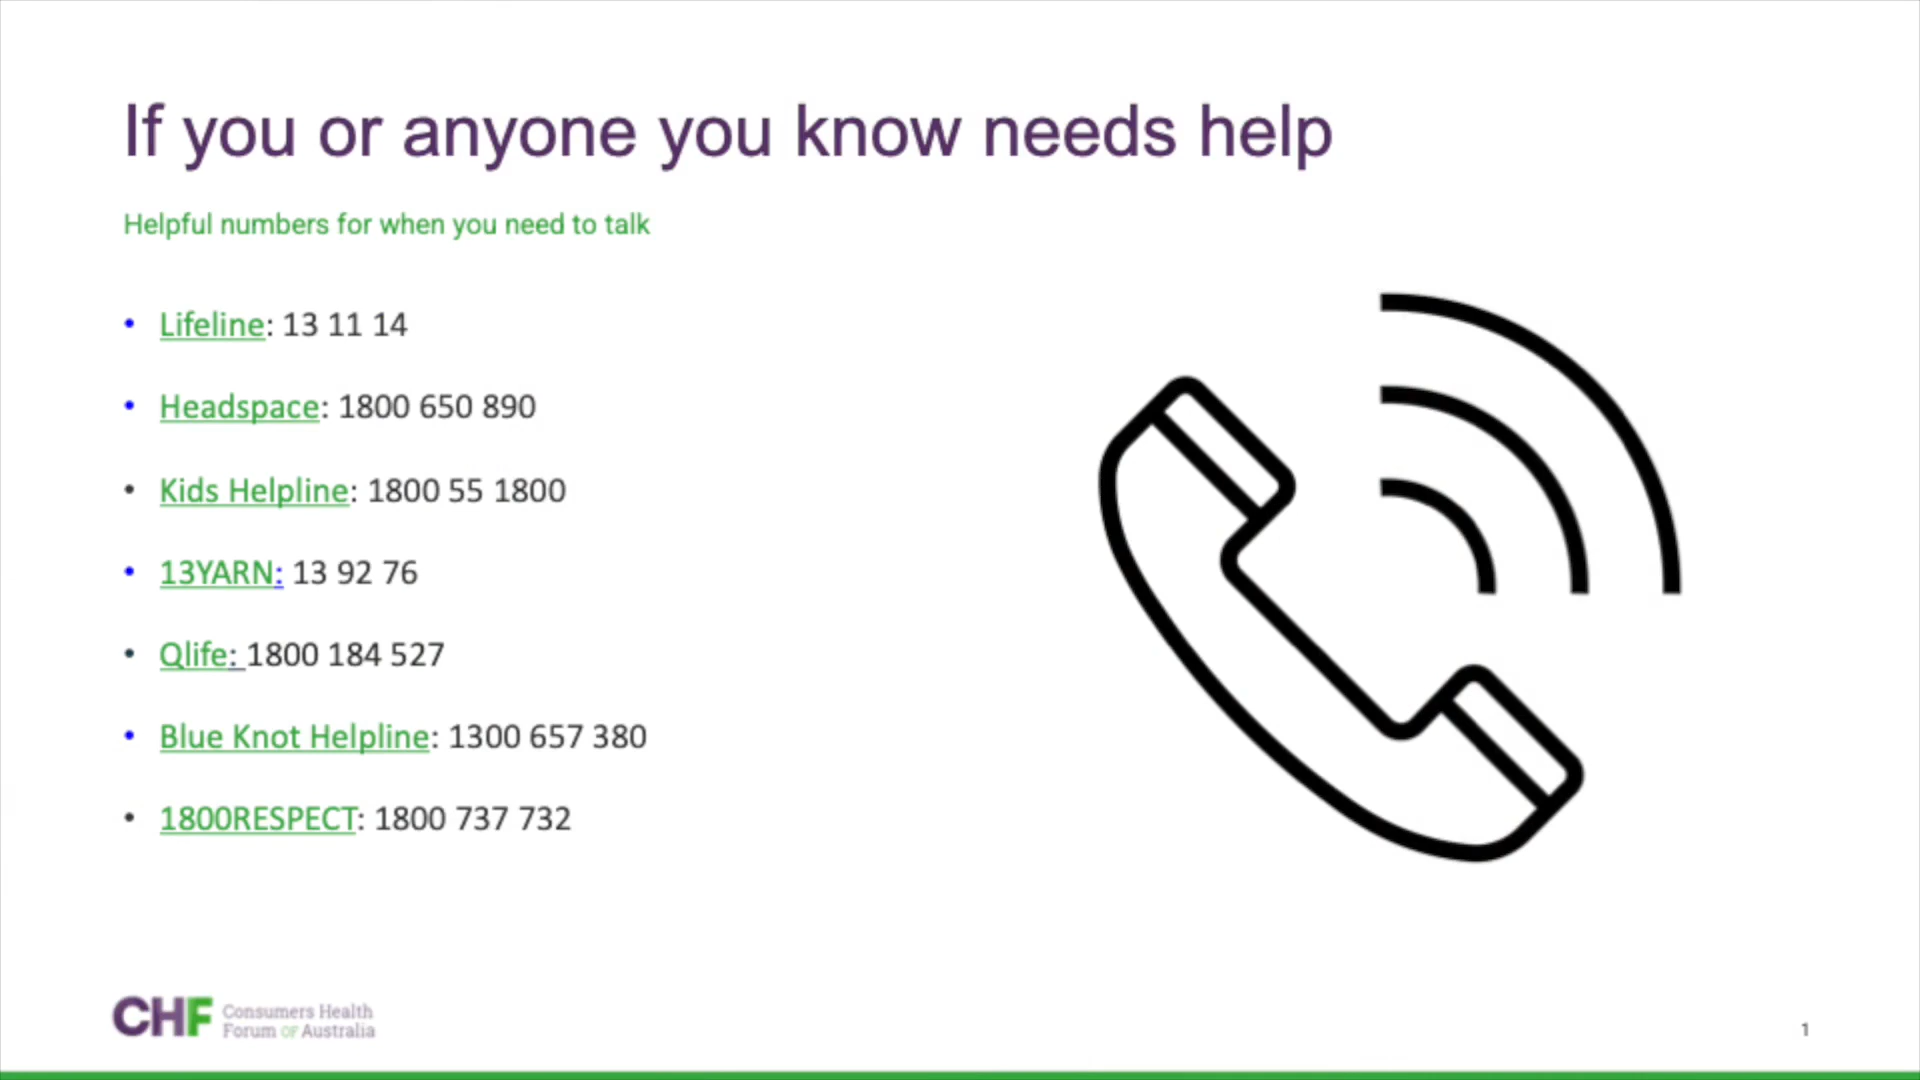 If you or anyone you know needs help
Helpful numbers for when you need to talk
• Lifeline: 13 11 14
• Headspace: 1800 650 890
• Kids Helpline: 1800 55 1800
• 13YARN: 13 92 76
• Qlife: 1800 184 527
• Blue Knot Helpline: 1300 657 380
• 1800RESPECT: 1800 737 732
CHF Consumers Health
Forum OF Australia
1